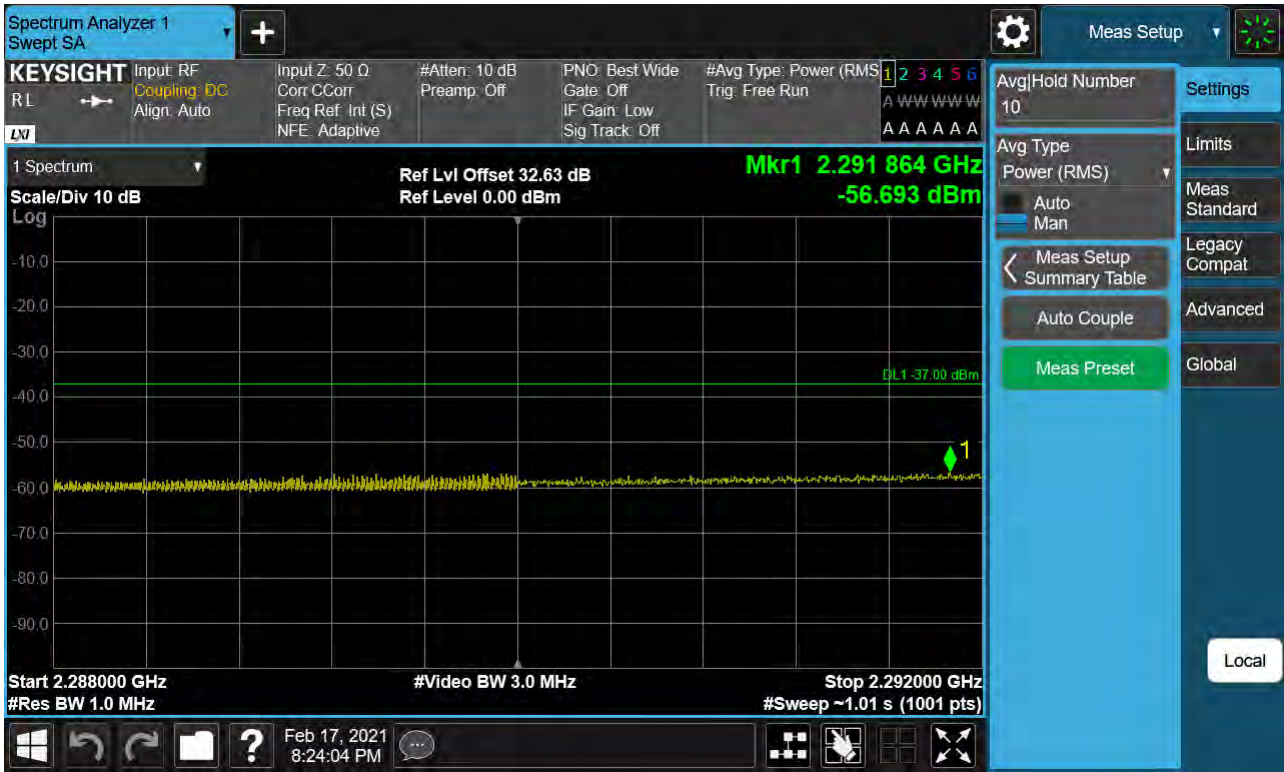 Spectrum Analyzer 1
Swept SA
Meas Setup
KEYSIGHT
RL
LXI
Input: RF
Coupling: DC
Align: Auto
Input Z: 50 Ω
Corr CCorr
Freq Ref: Int (S)
NFE: Adaptive
#Atten: 10 dB
Preamp: Off
PNO: Best Wide
Gate: Off
IF Gain: Low
Sig Track: Off
#Avg Type: Power (RMS
Trig: Free Run
1 2 3 4 5 6
A W W W W W
A A A A A A
1 Spectrum
Scale/Div 10 dB
Log
Ref Lvl Offset 32.63 dB
Ref Level 0.00 dBm
Mkr1 2.291 864 GHz
-56.693 dBm
-10.0
-20.0
-30.0
DL1 -37.00 dBm
-40.0
-50.0
1
-60.0
-70.0
-80.0
-90.0
Start 2.288000 GHz
#Res BW 1.0 MHz
#Video BW 3.0 MHz
Stop 2.292000 GHz
#Sweep ~1.01 s (1001 pts)
Avg|Hold Number
10
Avg Type
Power (RMS)
Auto
Man
Meas Setup
Summary Table
Auto Couple
Meas Preset
Settings
Limits
Meas
Standard
Legacy
Compat
Advanced
Global
Local
?
Feb 17, 2021
8:24:04 PM